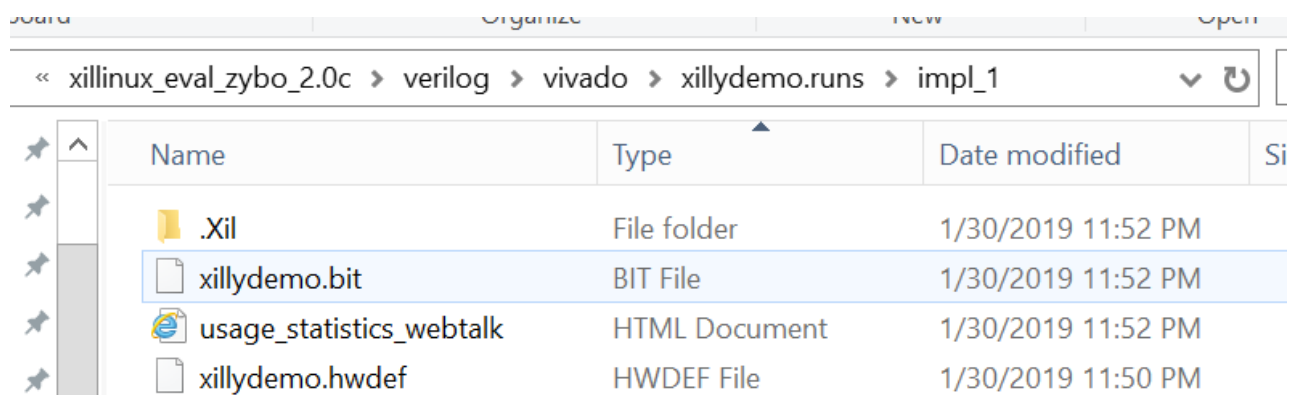 Organize New Open
« xillinux_eval_zybo_2.0c > verilog > vivado > xillydemo.runs > impl_1
Name Type Date modified Si
.Xil File folder 1/30/2019 11:52 PM
xillydemo.bit BIT File 1/30/2019 11:52 PM
usage_statistics_webtalk HTML Document 1/30/2019 11:52 PM
xillydemo.hwdef HWDEF File 1/30/2019 11:50 PM